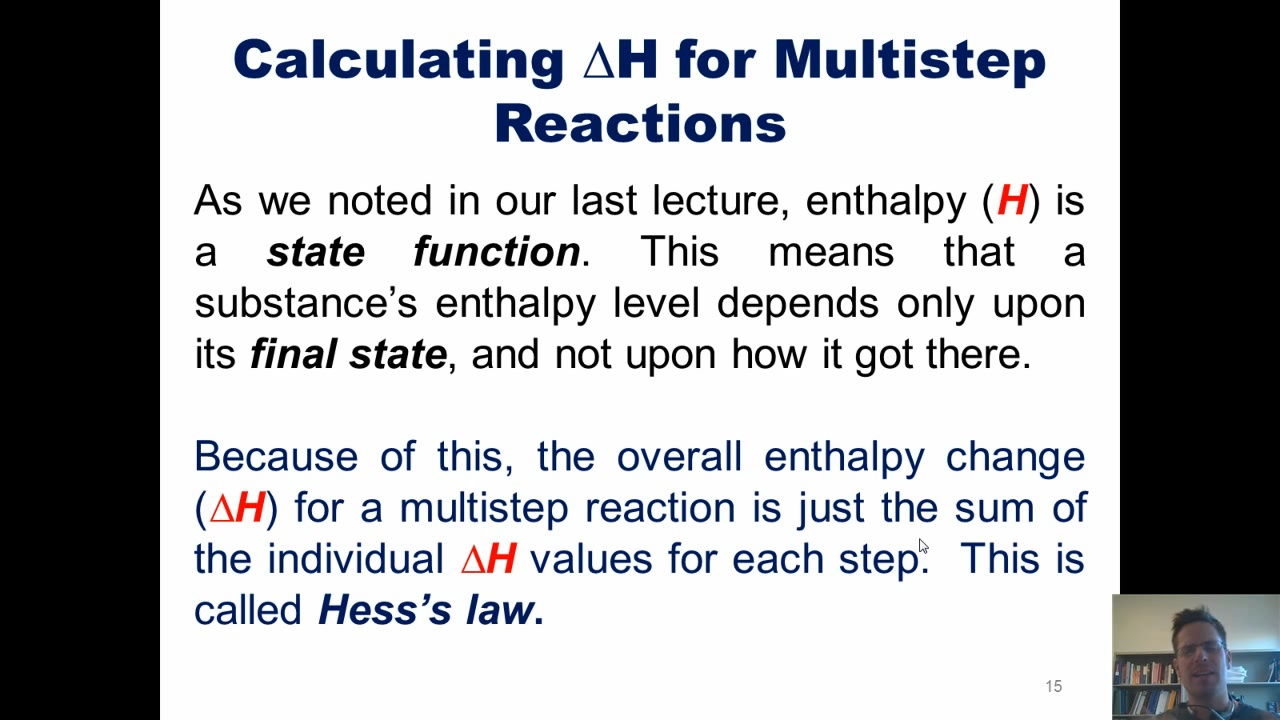 Calculating ∆H for Multistep
Reactions
As we noted in our last lecture, enthalpy (H) is
a state function. This means that a
substance’s enthalpy level depends only upon
its final state, and not upon how it got there.
Because of this, the overall enthalpy change
(∆H) for a multistep reaction is just the sum of
the individual ∆H values for each step. This is
called Hess’s law.
15